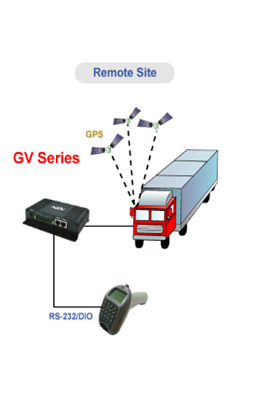 Remote Site
GPS
GV Series
RS-232/DIO